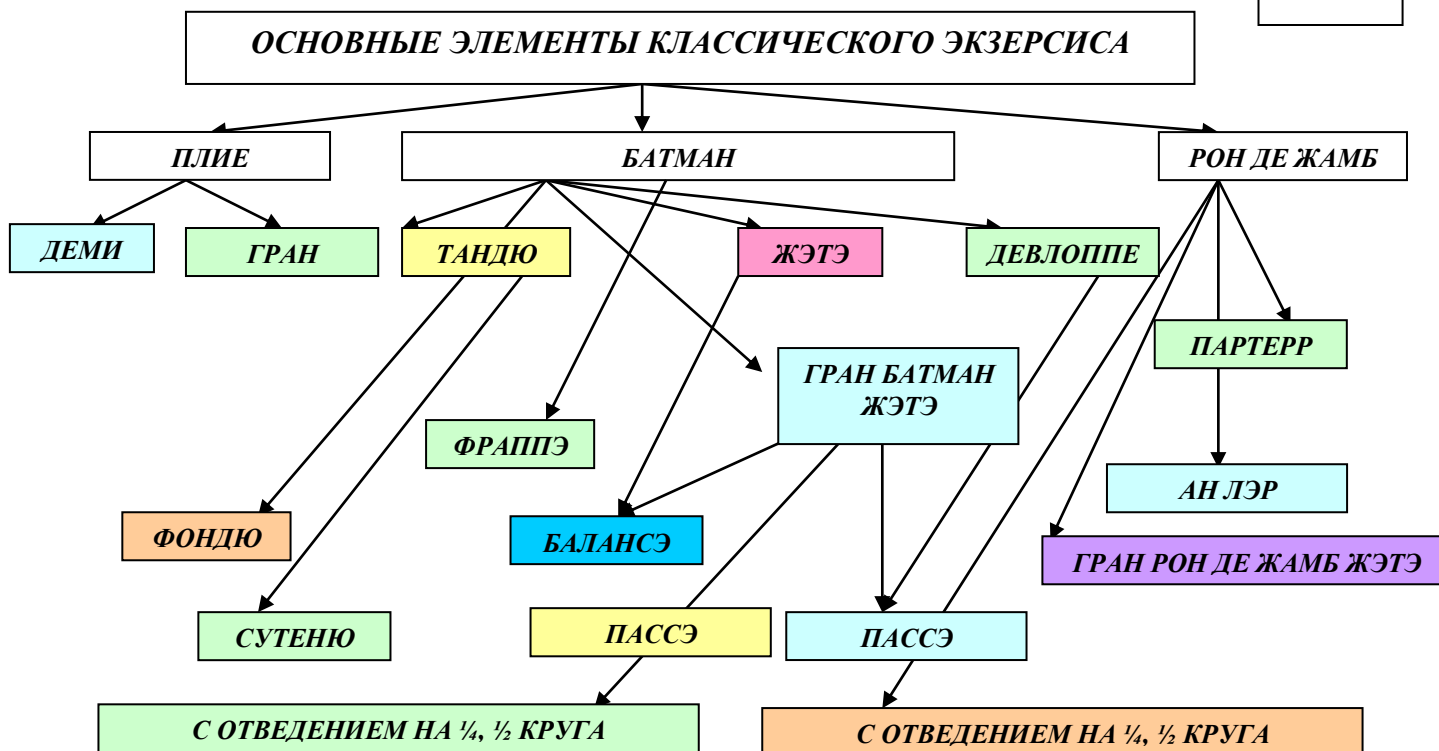 ОСНОВНЫЕ ЭЛЕМЕНТЫ КЛАССИЧЕСКОГО ЭКЗЕРСИСА
ПЛИЕ
БАТМАН
РОН ДЕ ЖАМБ
ДЕМИ
ГРАН
ТАНДЮ
ЖЭТЭ
ДЕВЛОППЕ
ПАРТЕРР
ГРАН БАТМАН
ЖЭТЭ
ФРАППЭ
АН ЛЭР
ФОНДЮ
БАЛАНСЭ
ГРАН РОН ДЕ ЖАМБ ЖЭТЭ
СУТЕНЮ
ПАССЭ
ПАССЭ
С ОТВЕДЕНИЕМ НА ¼, ½ КРУГА
С ОТВЕДЕНИЕМ НА ¼, ½ КРУГА